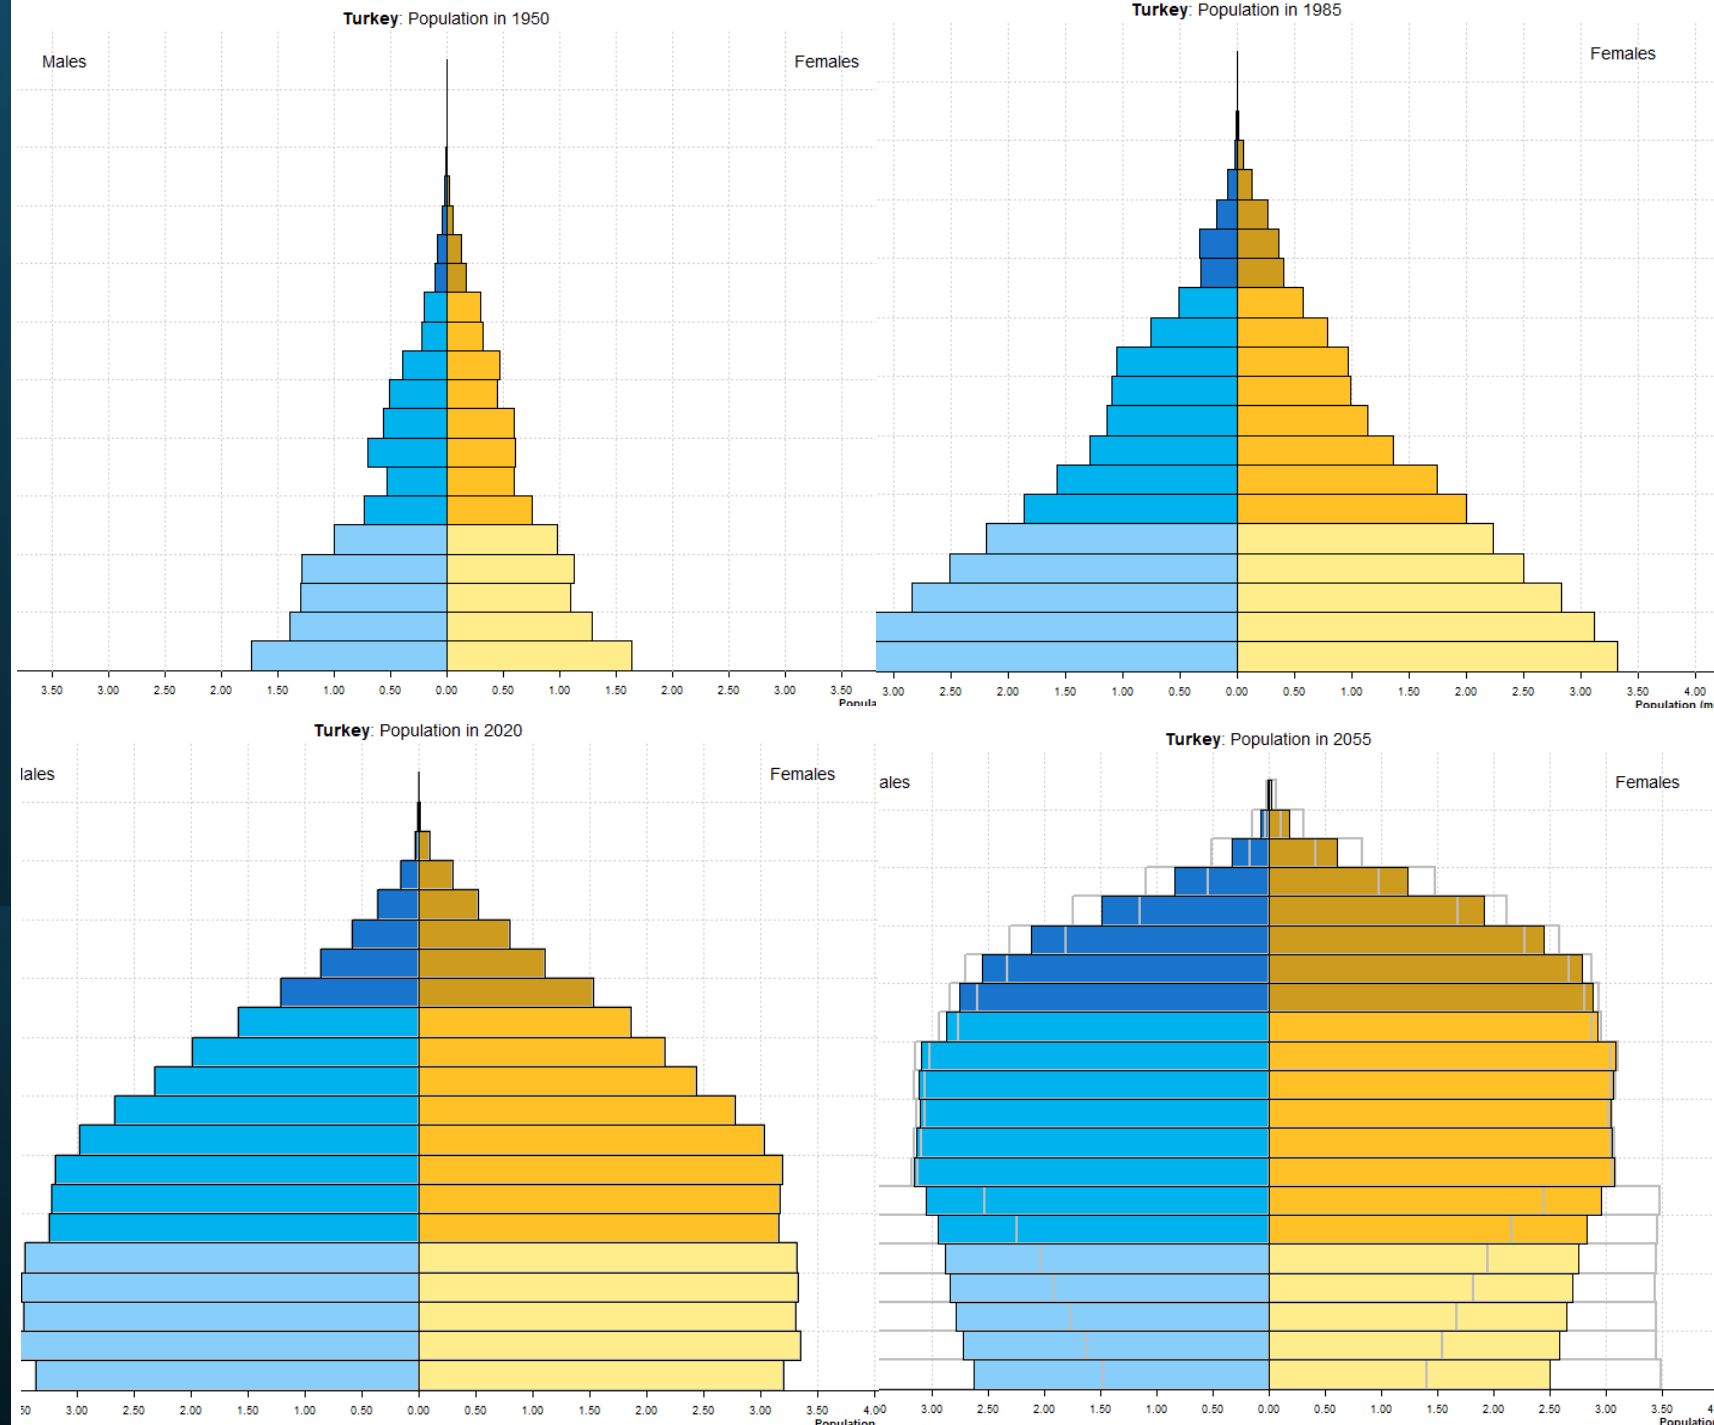 Turkey: Population in 1950
Males
Females
3.50 3.00 2.50 2.00 1.50 1.00 0.50 0.00 0.50 1.00 1.50 2.00 2.50 3.00 3.50
Popula
Turkey: Population in 1985
Females
3.00 2.50 2.00 1.50 1.00 0.50 0.00 0.50 1.00 1.50 2.00 2.50 3.00 3.50 4.00
Population (m
Turkey: Population in 2020
ales
Females
50 3.00 2.50 2.00 1.50 1.00 0.50 0.00 0.50 1.00 1.50 2.00 2.50 3.00 3.50 4.00
Population
Turkey: Population in 2055
ales
Females
3.00 2.50 2.00 1.50 1.00 0.50 0.00 0.50 1.00 1.50 2.00 2.50 3.00 3.50 4
Population